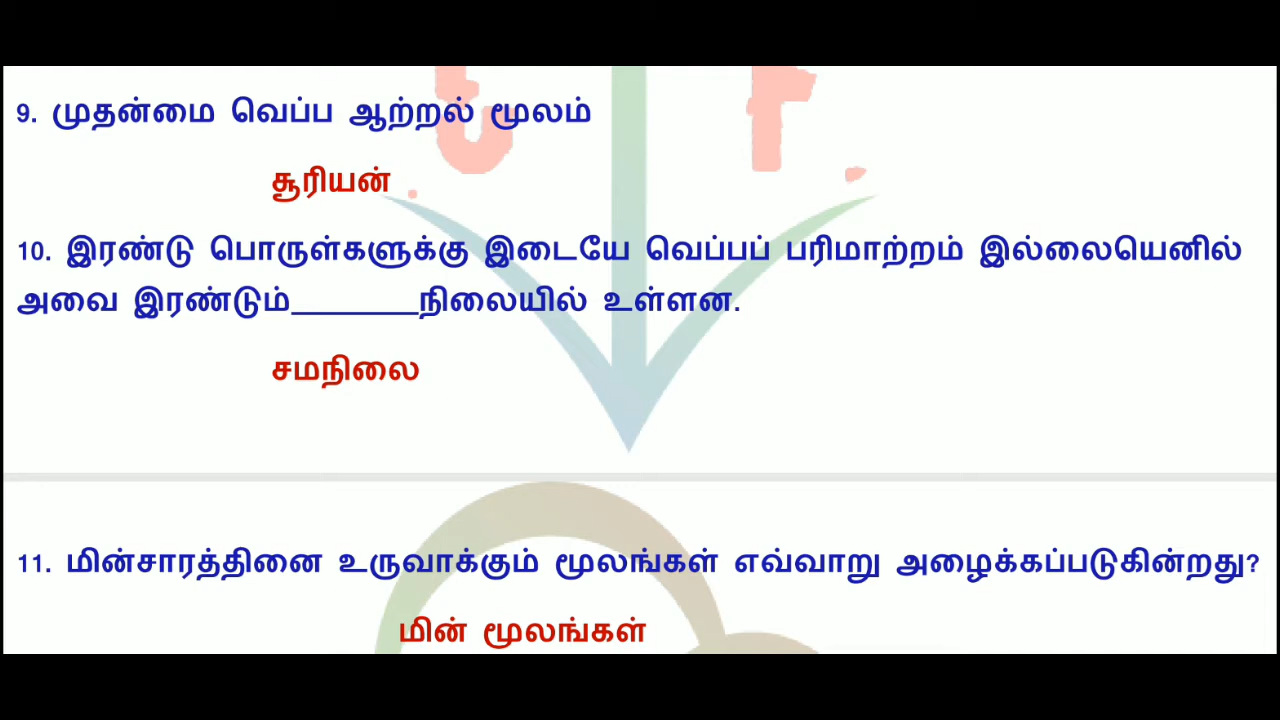 9. முதன்மை வெப்ப ஆற்றல் மூலம்
சூரியன்
10. இரண்டு பொருள்களுக்கு இடையே வெப்பப் பரிமாற்றம் இல்லையெனில்
அவை இரண்டும்________நிலையில் உள்ளன.
சமநிலை
11. மின்சாரத்தினை உருவாக்கும் மூலங்கள் எவ்வாறு அழைக்கப்படுகின்றது?
மின் மூலங்கள்